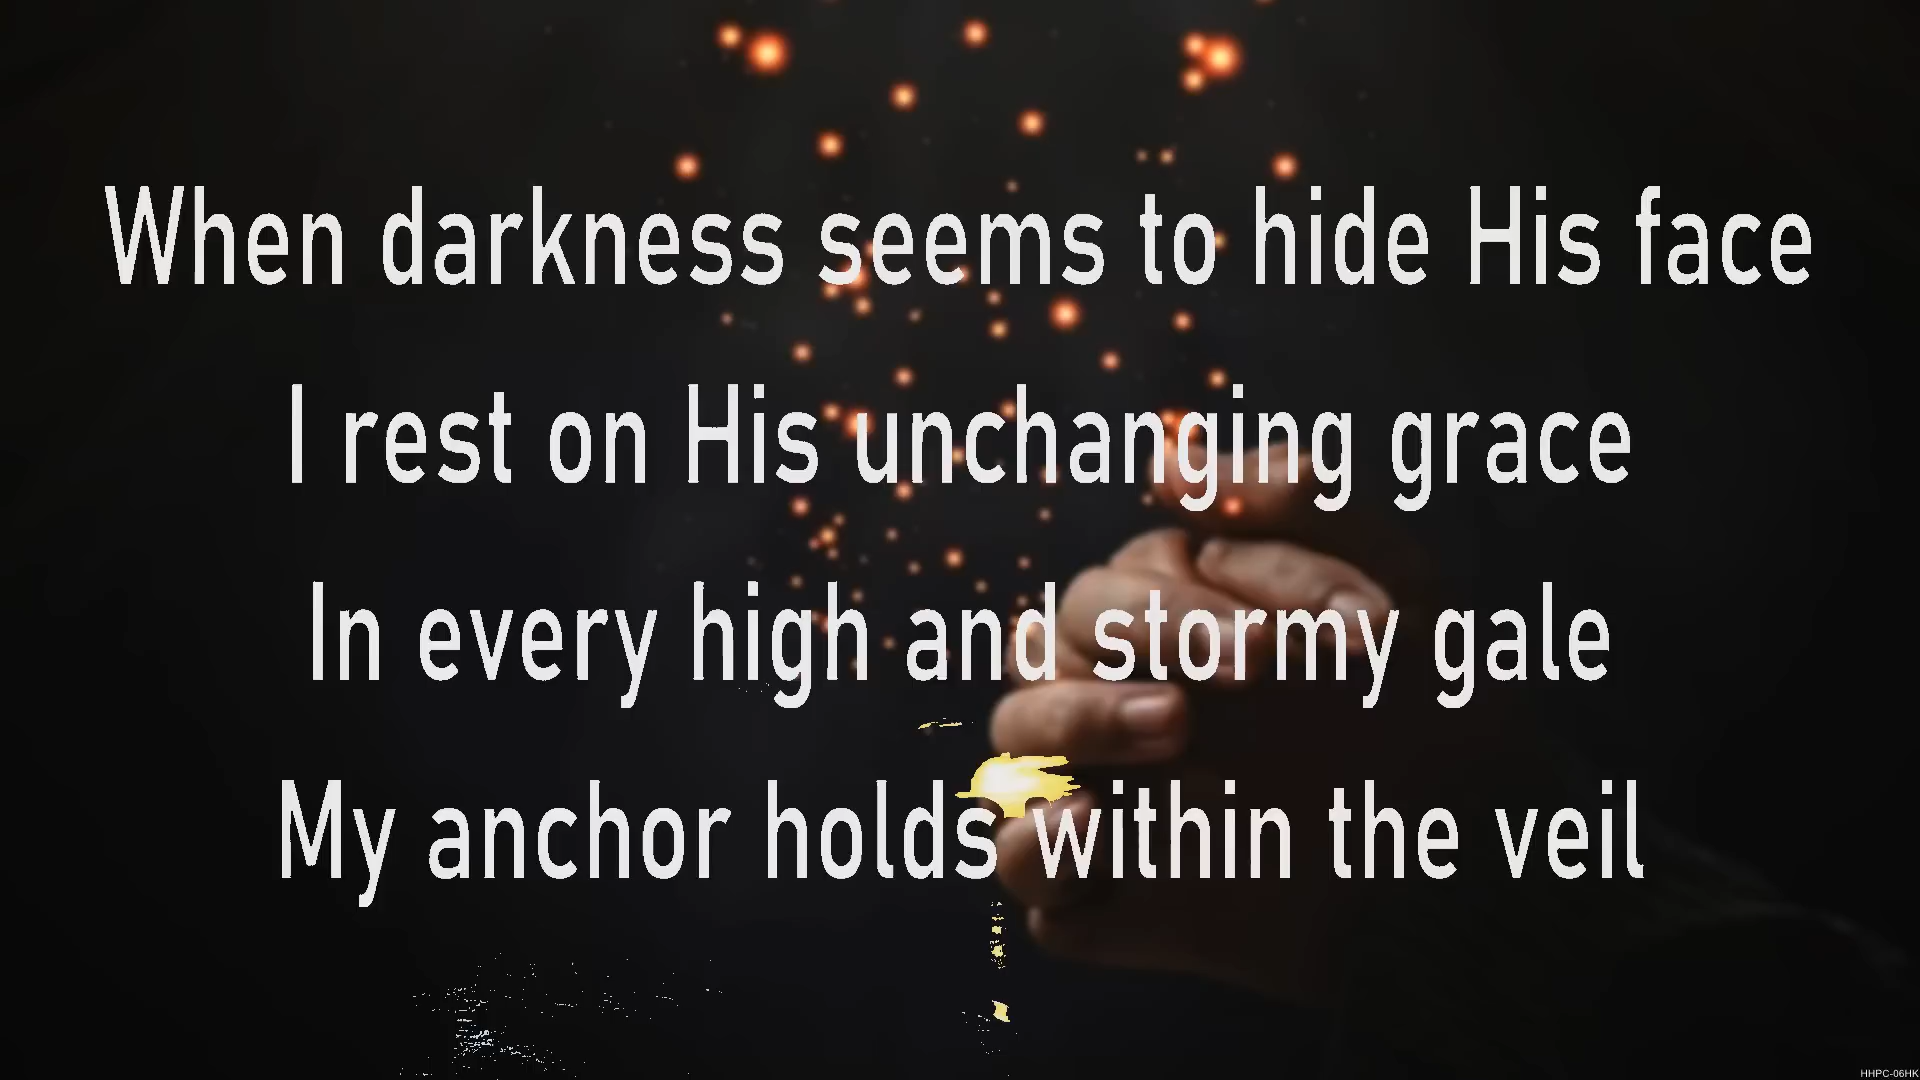 When darkness seems to hide His face
I rest on His unchanging grace
In every high and stormy gale
My anchor holds within the veil
HHPC-06HK